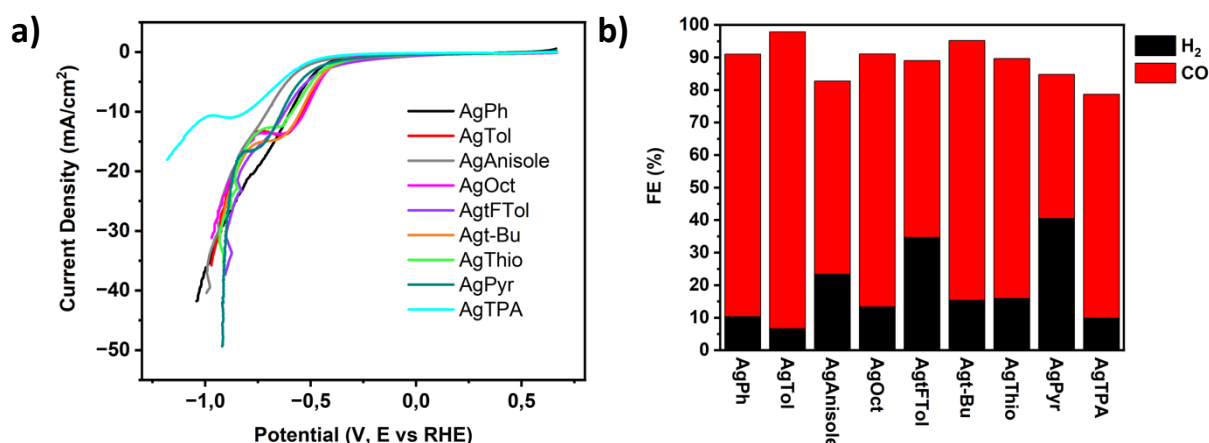 a)
Current Density (mA/cm²)
0
−10
−20
−30
−40
−50
AgPh
AgTol
AgAnisole
AgOct
AgtFTol
Agt-Bu
AgThio
AgPyr
AgTPA
−1,0
−0,5
0,0
0,5
Potential (V, E vs RHE)
b)
FE (%)
100
90
80
70
60
50
40
30
20
10
0
AgPh
AgTol
AgAnisole
AgOct
AgtFTol
Agt-Bu
AgThio
AgPyr
AgTPA
H₂
CO